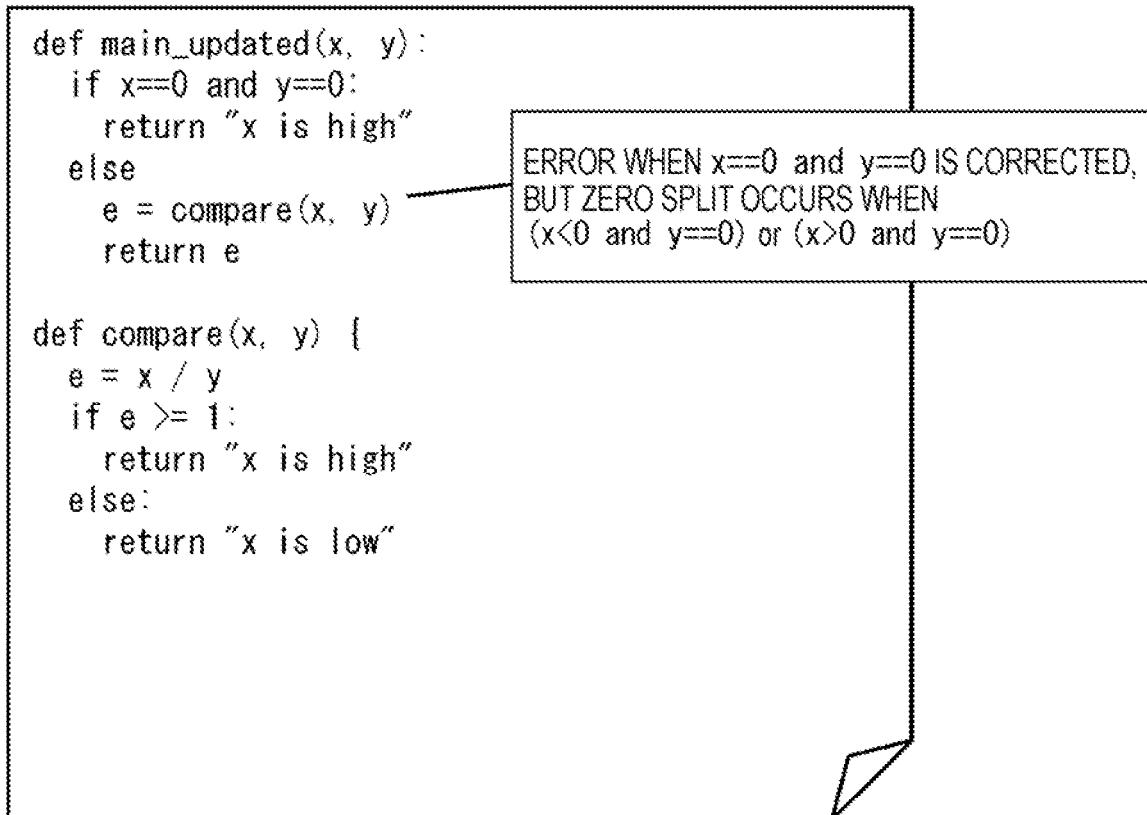 def main_updated(x, y):
if x==0 and y==0:
return "x is high"
else
e = compare(x, y)
return e
ERROR WHEN x==0 and y==0 IS CORRECTED,
BUT ZERO SPLIT OCCURS WHEN
(x<0 and y==0) or (x>0 and y==0)
def compare(x, y) {
e = x / y
if e >= 1:
return "x is high"
else:
return "x is low"